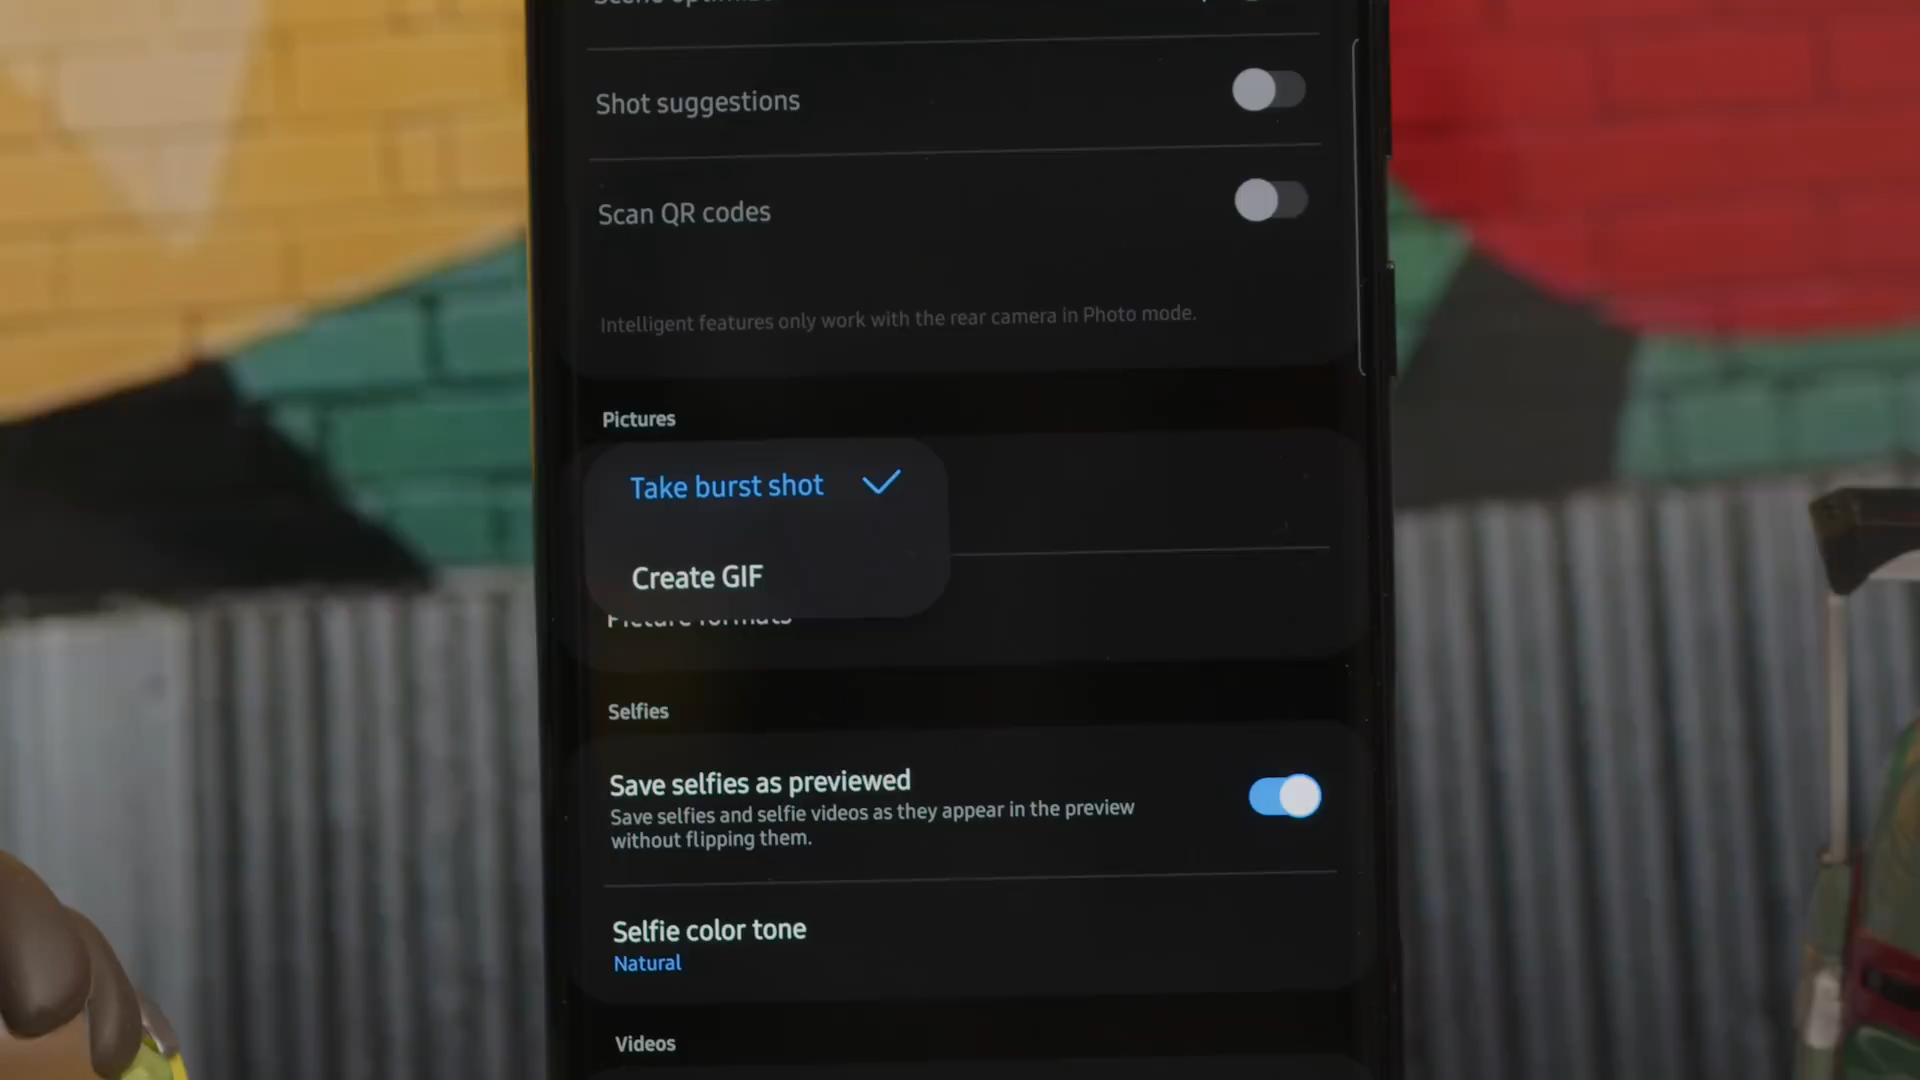 Shot suggestions
Scan QR codes
Intelligent features only work with the rear camera in Photo mode.
Pictures
Take burst shot
Create GIF
Picture formats
Selfies
Save selfies as previewed
Save selfies and selfie videos as they appear in the preview
without flipping them.
Selfie color tone
Natural
Videos